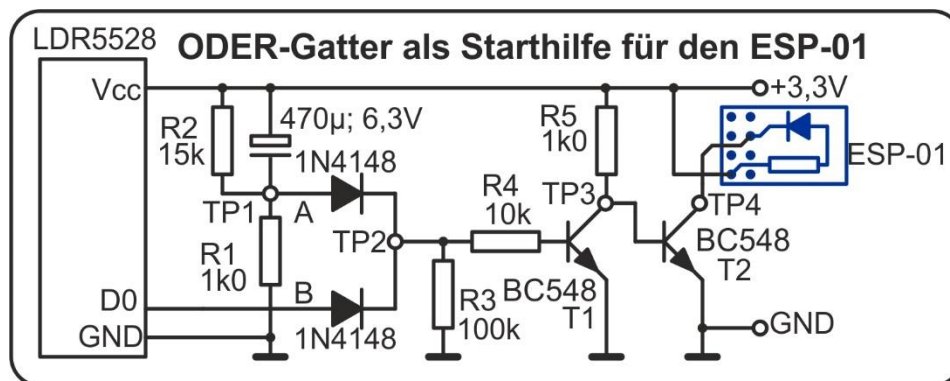 LDR5528
ODER-Gatter als Starthilfe für den ESP-01
Vcc
+3,3V
R2
15k
470µ; 6,3V
1N4148
R5
1k0
ESP-01
TP1
A
TP2
R4
10k
TP3
TP4
R1
1k0
BC548
T2
D0
B
R3
100k
BC548
T1
GND
1N4148
GND